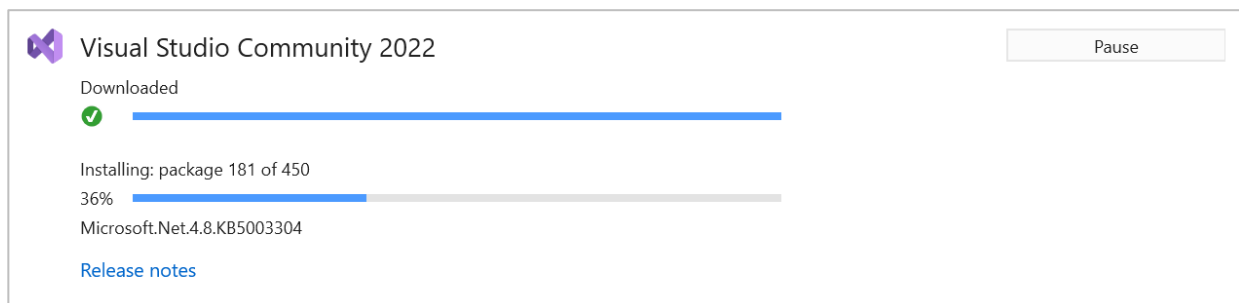 Visual Studio Community 2022
Pause
Downloaded
Installing: package 181 of 450
36%
Microsoft.Net.4.8.KB5003304
Release notes